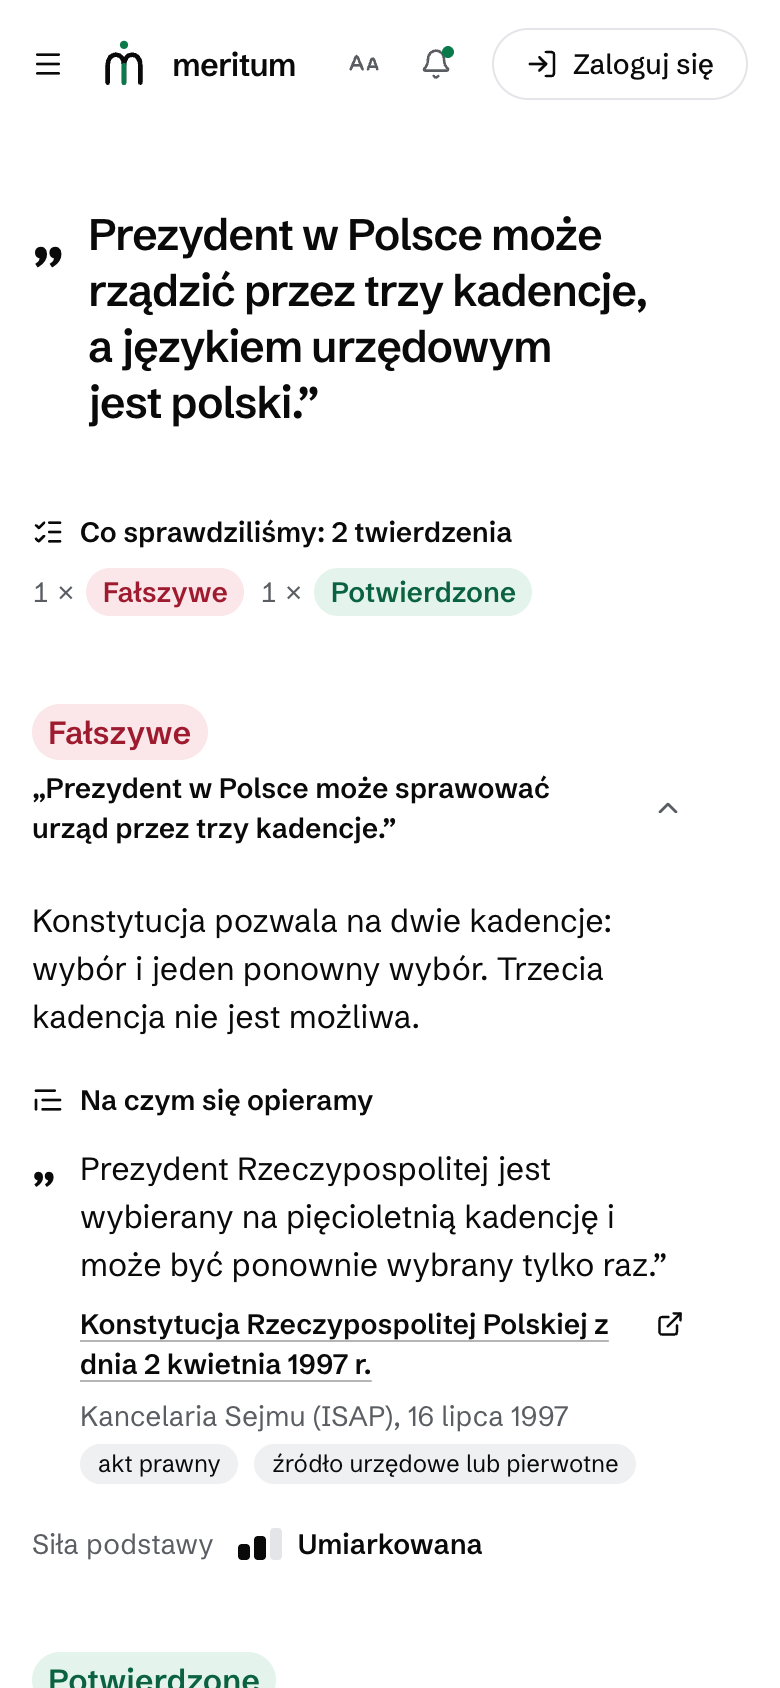 meritum
AA
Zaloguj się
„Prezydent w Polsce może
rządzić przez trzy kadencje,
a językiem urzędowym
jest polski.”
Co sprawdziliśmy: 2 twierdzenia
1 × Fałszywe 1 × Potwierdzone
Fałszywe
„Prezydent w Polsce może sprawować
urząd przez trzy kadencje.”
Konstytucja pozwala na dwie kadencje:
wybór i jeden ponowny wybór. Trzecia
kadencja nie jest możliwa.
Na czym się opieramy
„Prezydent Rzeczypospolitej jest
wybierany na pięcioletnią kadencję i
może być ponownie wybrany tylko raz.”
Konstytucja Rzeczypospolitej Polskiej z
dnia 2 kwietnia 1997 r.
Kancelaria Sejmu (ISAP), 16 lipca 1997
akt prawny źródło urzędowe lub pierwotne
Siła podstawy Umiarkowana
Potwierdzone